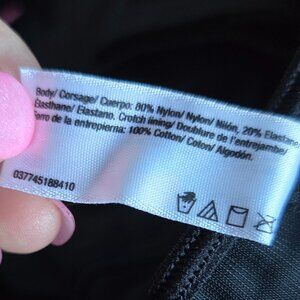 Body/ Corsage/ Cuerpo: 80% Nylon/ Nylon/ Nilón, 20% Elastane/
Elasthane/ Elastano. Crotch lining/ Doublure de l'entrejambe/
Forro de la entrepierna: 100% Cotton/ Coton/ Algodón.
037745188410